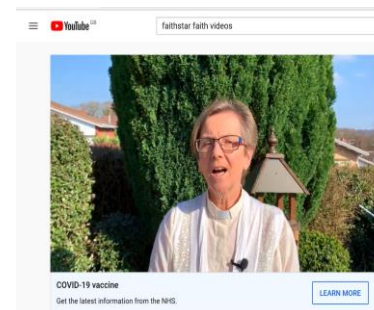 YouTube GB
faithstar faith videos
COVID-19 vaccine
Get the latest information from the NHS.
LEARN MORE